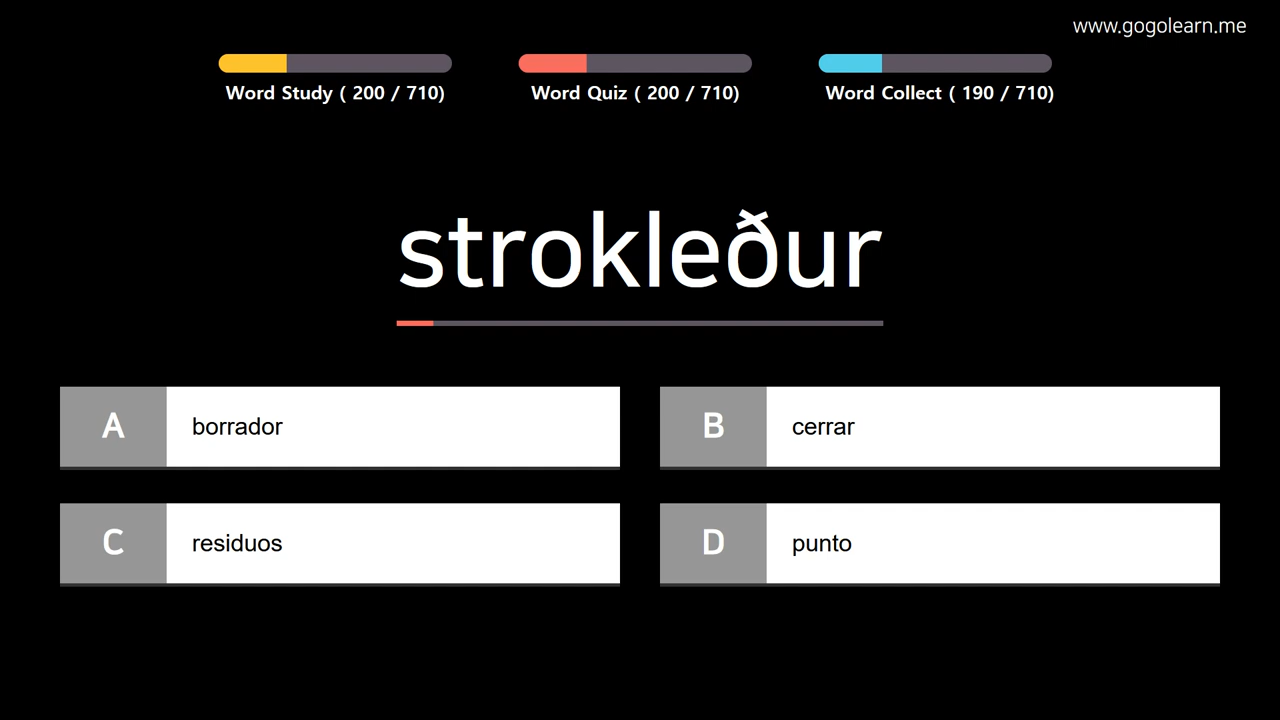 www.gogolearn.me
Word Study ( 200 / 710)
Word Quiz ( 200 / 710)
Word Collect ( 190 / 710)
strokleður
A borrador
B cerrar
C residuos
D punto